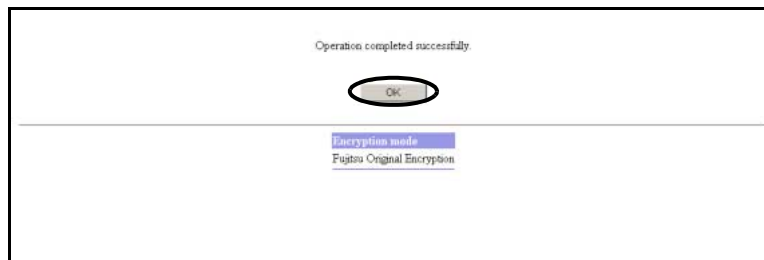 Operation completed successfully.
OK
Encryption mode
Fujitsu Original Encryption